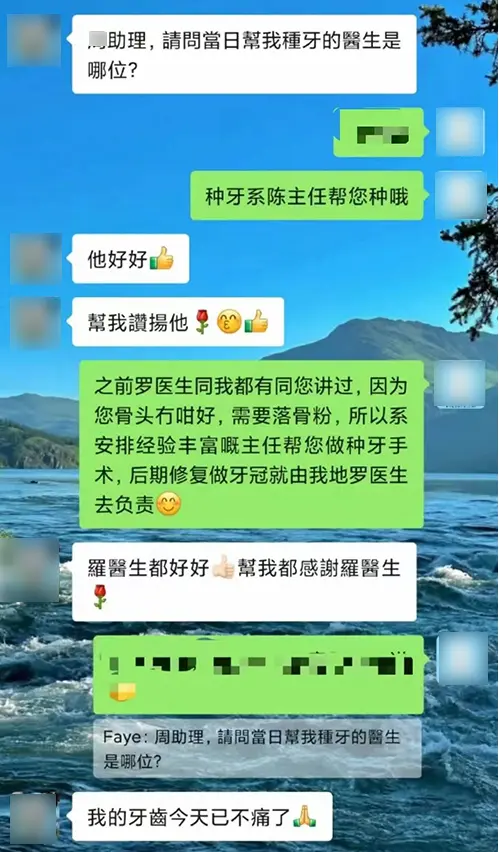 助理，請問當日幫我種牙的醫生是
哪位？
种牙系陈主任帮您种哦
他好好👍
幫我讚揚他🌹😙👍
之前罗医生同我都有同您讲过，因为
您骨头冇咁好，需要落骨粉，所以系
安排经验丰富嘅主任帮您做种牙手
术，后期修复做牙冠就由我地罗医生
去负责😊
羅醫生都好好👍🏻幫我都感謝羅醫生
🌹
Faye：周助理，請問當日幫我種牙的醫生
是哪位？
我的牙齒今天已不痛了🙏